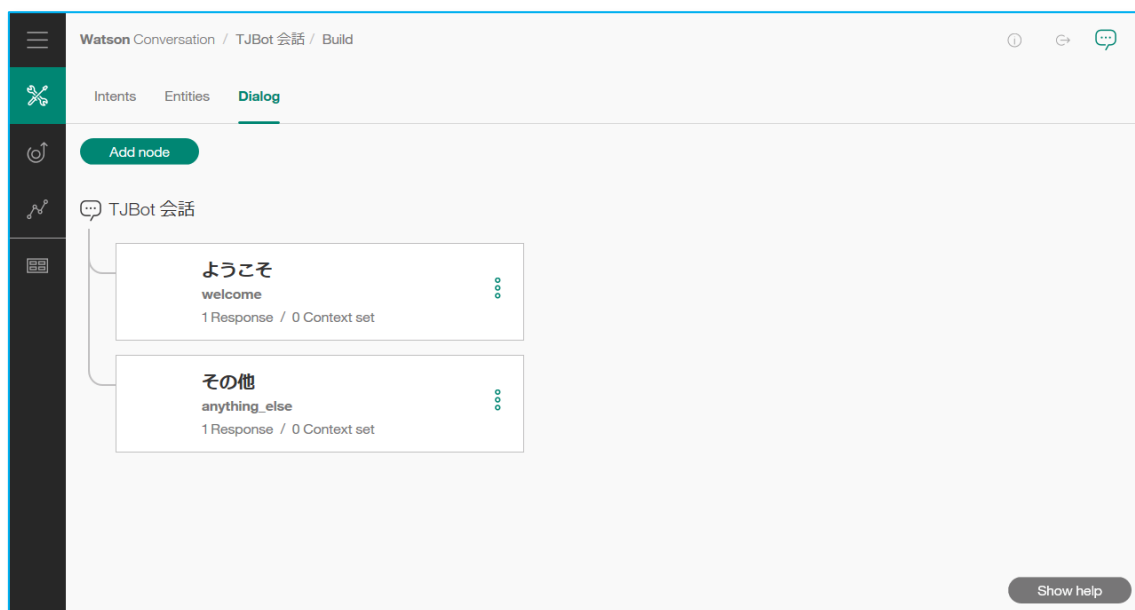 Watson Conversation / TJBot 会話 / Build
Intents Entities Dialog
Add node
TJBot 会話
ようこそ
welcome
1 Response / 0 Context set
その他
anything_else
1 Response / 0 Context set
Show help